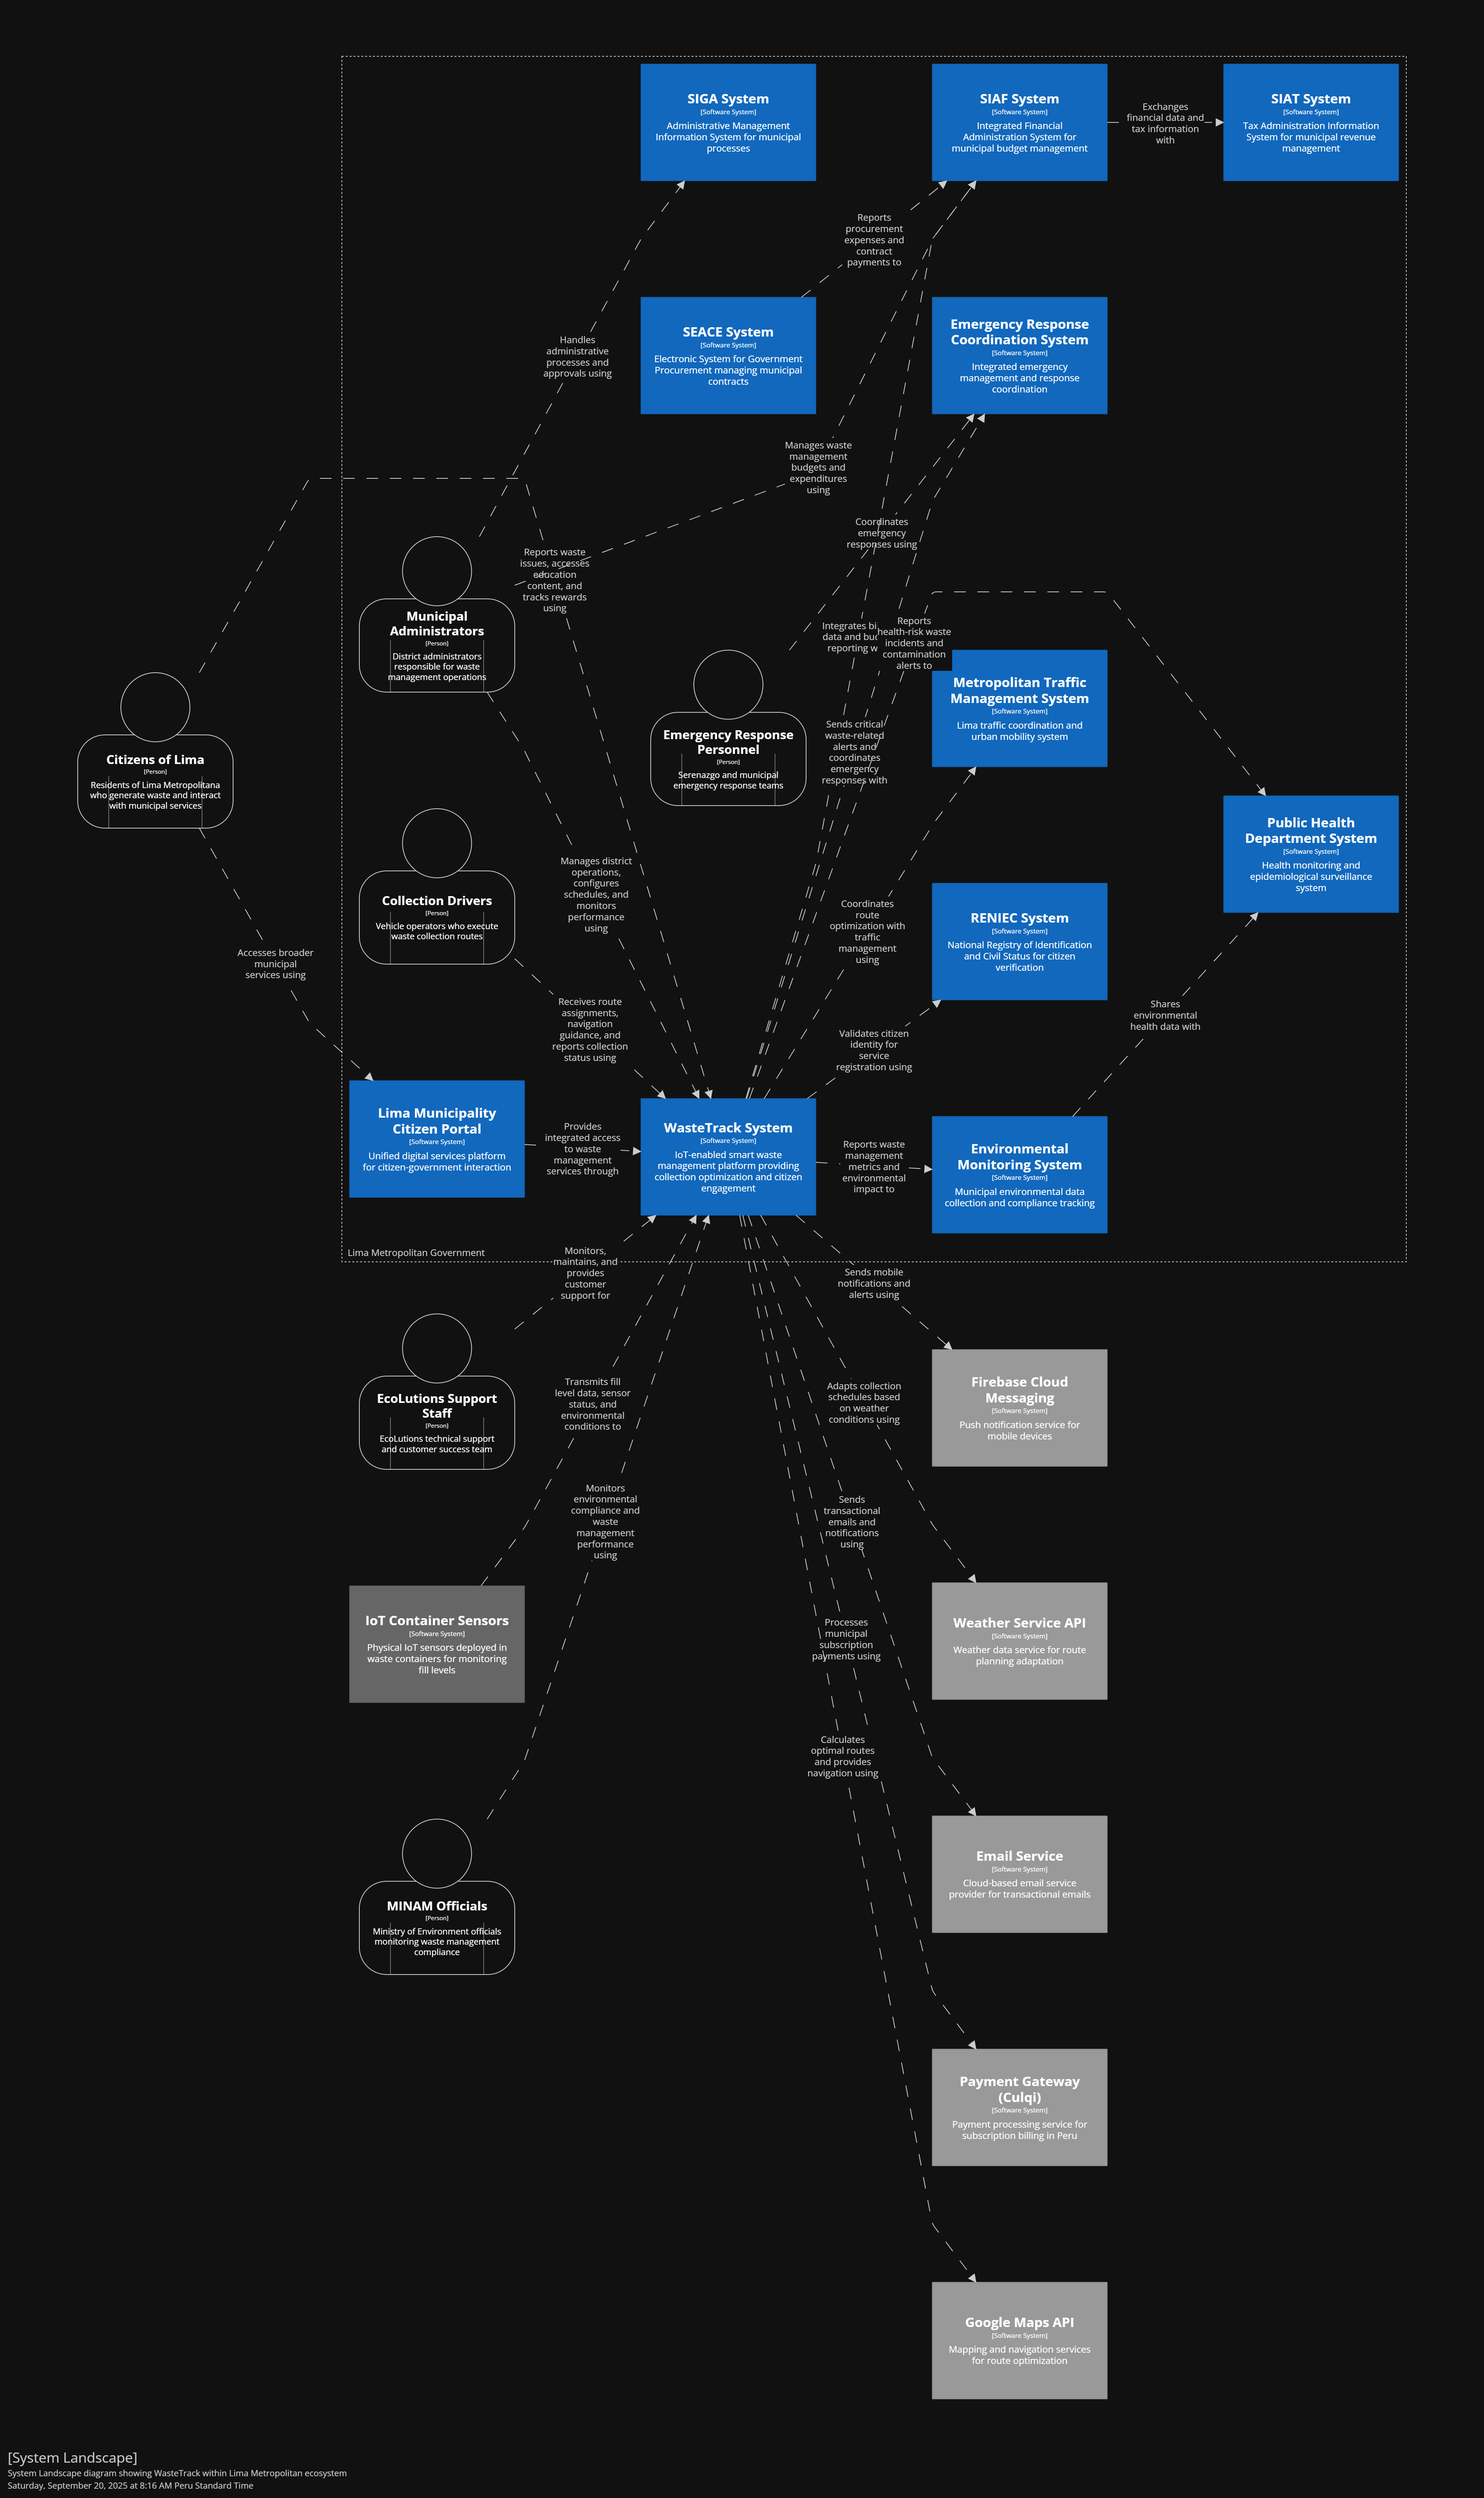 SIGA System
[Software System]
Administrative Management
Information System for municipal
processes
SIAF System
[Software System]
Integrated Financial
Administration System for
municipal budget management
Exchanges
financial data and
tax information
with
SIAT System
[Software System]
Tax Administration Information
System for municipal revenue
management
Reports
procurement
expenses and
contract
payments to
SEACE System
[Software System]
Electronic System for Government
Procurement managing municipal
contracts
Emergency Response
Coordination System
[Software System]
Integrated emergency
management and response
coordination
Handles
administrative
processes and
approvals using
Manages waste
management
budgets and
expenditures
using
Coordinates
emergency
responses using
Reports waste
issues, accesses
education
content, and
tracks rewards
using
Municipal
Administrators
[Person]
District administrators
responsible for waste
management operations
Integrates
data and
reporting
Reports
health-risk waste
incidents and
contamination
alerts to
Metropolitan Traffic
Management System
[Software System]
Lima traffic coordination and
urban mobility system
Citizens of Lima
[Person]
Residents of Lima Metropolitana
who generate waste and interact
with municipal services
Emergency Response
Personnel
[Person]
Serenazgo and municipal
emergency response teams
Sends critical
waste-related
alerts and
coordinates
emergency
responses with
Public Health
Department System
[Software System]
Health monitoring and
epidemiological surveillance
system
Manages district
operations,
configures
schedules, and
monitors
performance
using
Collection Drivers
[Person]
Vehicle operators who execute
waste collection routes
Coordinates
route
optimization with
traffic
management
using
RENIEC System
[Software System]
National Registry of Identification
and Civil Status for citizen
verification
Accesses broader
municipal
services using
Receives route
assignments,
navigation
guidance, and
reports collection
status using
Validates citizen
identity for
service
registration using
Shares
environmental
health data with
Lima Municipality
Citizen Portal
[Software System]
Unified digital services platform
for citizen-government interaction
Provides
integrated access
to waste
management
services through
WasteTrack System
[Software System]
IoT-enabled smart waste
management platform providing
collection optimization and citizen
engagement
Reports waste
management
metrics and
environmental
impact to
Environmental
Monitoring System
[Software System]
Municipal environmental data
collection and compliance tracking
Lima Metropolitan Government
Monitors,
maintains, and
provides
customer
support for
Sends mobile
notifications and
alerts using
EcoLutions Support
Staff
[Person]
EcoLutions technical support
and customer success team
Transmits fill
level data, sensor
status, and
environmental
conditions to
Adapts collection
schedules based
on weather
conditions using
Firebase Cloud
Messaging
[Software System]
Push notification service for
mobile devices
Monitors
environmental
compliance and
waste
management
performance
using
Sends
transactional
emails and
notifications
using
IoT Container Sensors
[Software System]
Physical IoT sensors deployed in
waste containers for monitoring
fill levels
Processes
municipal
subscription
payments using
Weather Service API
[Software System]
Weather data service for route
planning adaptation
Calculates
optimal routes
and provides
navigation using
MINAM Officials
[Person]
Ministry of Environment officials
monitoring waste management
compliance
Email Service
[Software System]
Cloud-based email service
provider for transactional emails
Payment Gateway
(Culqi)
[Software System]
Payment processing service for
subscription billing in Peru
Google Maps API
[Software System]
Mapping and navigation services
for route optimization
[System Landscape]
System Landscape diagram showing WasteTrack within Lima Metropolitan ecosystem
Saturday, September 20, 2025 at 8:16 AM Peru Standard Time